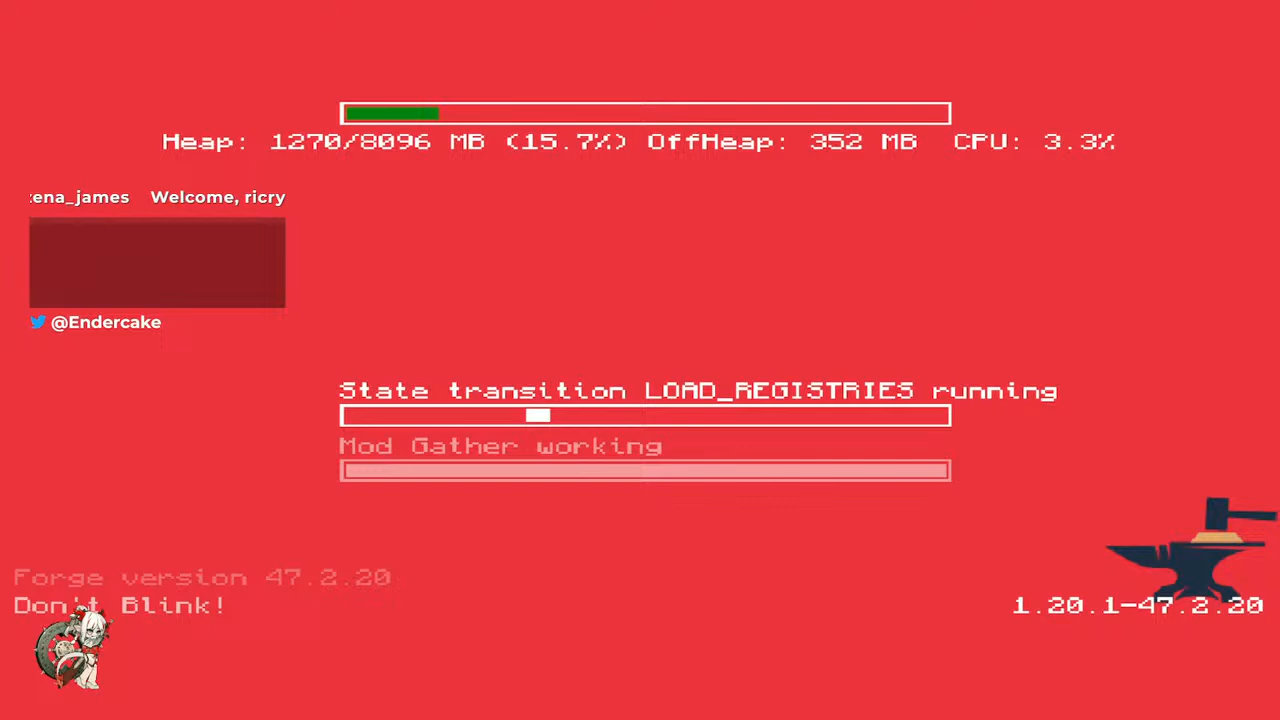 Heap: 1270/8096 MB (15.7%) OffHeap: 352 MB CPU: 3.3%
ena_james Welcome, ricry
@Endercake
State transition LOAD_REGISTRIES running
Mod Gather working
Forge version 47.2.20
Don't Blink!
1.20.1-47.2.20